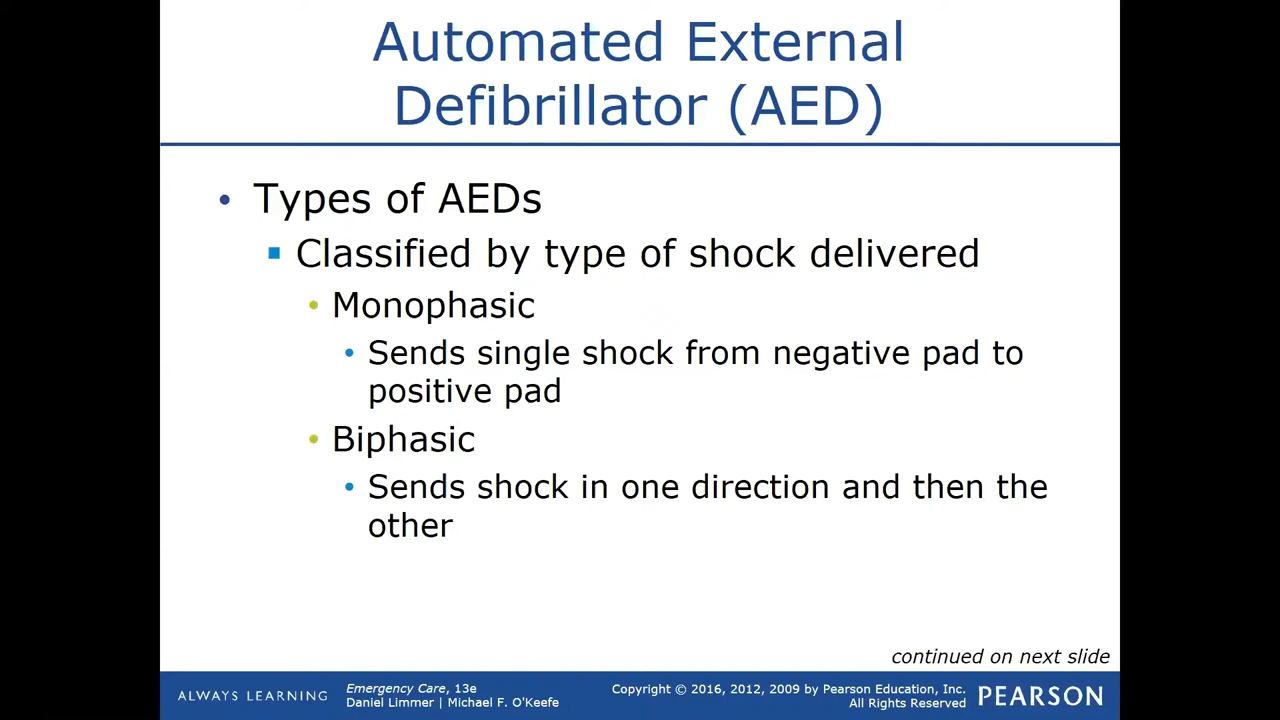 Automated External
Defibrillator (AED)
• Types of AEDs
▪ Classified by type of shock delivered
• Monophasic
• Sends single shock from negative pad to
positive pad
• Biphasic
• Sends shock in one direction and then the
other
continued on next slide
ALWAYS LEARNING
Emergency Care, 13e
Daniel Limmer | Michael F. O'Keefe
Copyright © 2016, 2012, 2009 by Pearson Education, Inc.
All Rights Reserved
PEARSON